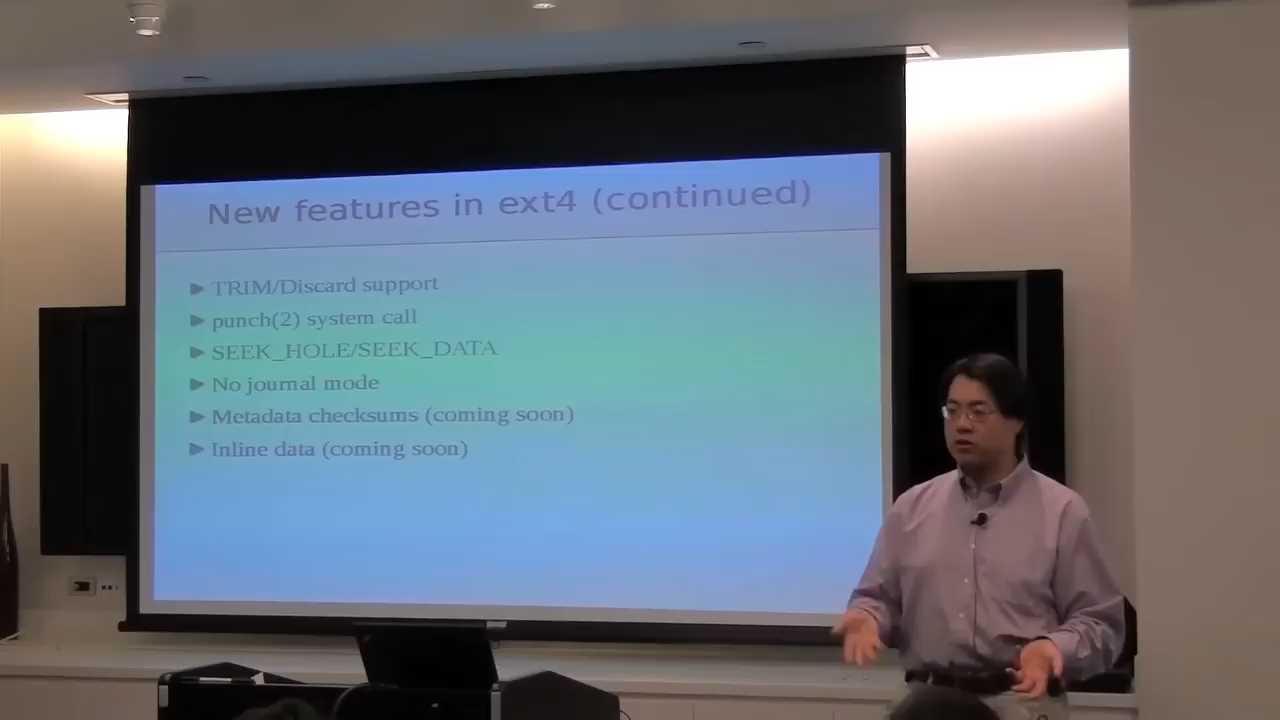 New features in ext4 (continued)
TRIM/Discard support
punch(2) system call
SEEK_HOLE/SEEK_DATA
No journal mode
Metadata checksums (coming soon)
Inline data (coming soon)